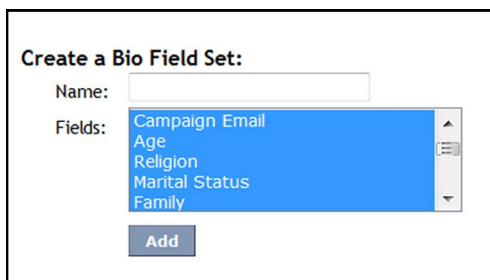 Create a Bio Field Set:
Name:
Fields:
Campaign Email
Age
Religion
Marital Status
Family
Add